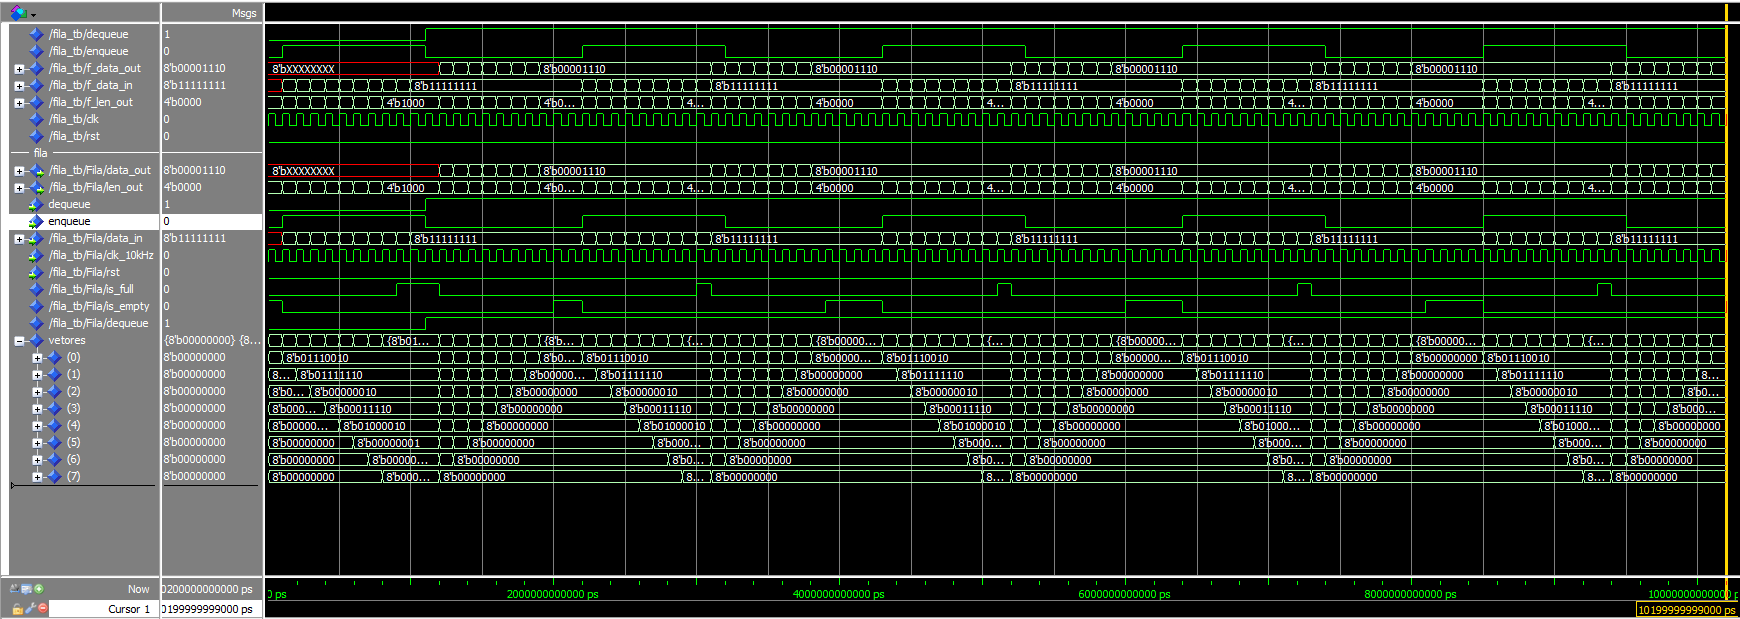 Msgs
/fila_tb/dequeue 1
/fila_tb/enqueue 0
/fila_tb/f_data_out 8'b00001110 8'bXXXXXXXX 8'b00001110 8'b00001110 8'b00001110 8'b00001110
/fila_tb/f_data_in 8'b11111111 8'b11111111 8'b11111111 8'b11111111 8'b11111111 8'b11111111
/fila_tb/f_len_out 4'b0000 4'b1000 4'b0... 4... 4'b0000 4... 4'b0000 4... 4'b0000 4...
/fila_tb/clk 0
/fila_tb/rst 0
fila
/fila_tb/Fila/data_out 8'b00001110 8'bXXXXXXXX 8'b00001110 8'b00001110 8'b00001110 8'b00001110
/fila_tb/Fila/len_out 4'b0000 4'b1000 4'b0... 4... 4'b0000 4... 4'b0000 4... 4'b0000 4...
dequeue 1
enqueue 0
/fila_tb/Fila/data_in 8'b11111111 8'b11111111 8'b11111111 8'b11111111 8'b11111111 8'b11111111
/fila_tb/Fila/clk_10kHz 0
/fila_tb/Fila/rst 0
/fila_tb/Fila/is_full 0
/fila_tb/Fila/is_empty 0
/fila_tb/Fila/dequeue 1
vetores {8'b00000000} {8... {8'b01... {8'b... {... {8'b00000... {... {8'b00000... {... {8'b00000... {...
(0) 8'b00000000 8'b01110010 8'b0... 8'b01110010 8'b00000... 8'b01110010 8'b00000... 8'b01110010 8'b00000000 8'b01110010
(1) 8'b00000000 8... 8'b01111110 8'b00000... 8'b01111110 8'b00000000 8'b01111110 8'b00000000 8'b01111110 8'b00000000 8'b01111110 8...
(2) 8'b00000000 8'b0... 8'b00000010 8'b00000000 8'b00000010 8'b00000000 8'b00000010 8'b00000000 8'b00000010 8'b00000000 8'b00000010 8'b0...
(3) 8'b00000000 8'b000... 8'b00011110 8'b00000000 8'b00011110 8'b00000000 8'b00011110 8'b00000000 8'b00011110 8'b00000000 8'b00011110 8'b000...
(4) 8'b00000000 8'b00000... 8'b01000010 8'b00000000 8'b01000010 8'b00000000 8'b01000010 8'b00000000 8'b01000... 8'b00000000 8'b01000... 8'b00000000
(5) 8'b00000000 8'b00000000 8'b00000001 8'b00000000 8'b000... 8'b00000000 8'b000... 8'b00000000 8'b000... 8'b00000000 8'b000... 8'b00000000
(6) 8'b00000000 8'b00000000 8'b00000... 8'b00000000 8'b0... 8'b00000000 8'b0... 8'b00000000 8'b0... 8'b00000000 8'b0... 8'b00000000
(7) 8'b00000000 8'b00000000 8'b000... 8'b00000000 8... 8'b00000000 8... 8'b00000000 8... 8'b00000000 8... 8'b00000000
Now 020000000000 ps 0 ps 2000000000000 ps 4000000000000 ps 6000000000000 ps 8000000000000 ps 10000000000000 p
Cursor 1 019999999000 ps 10199999999000 ps